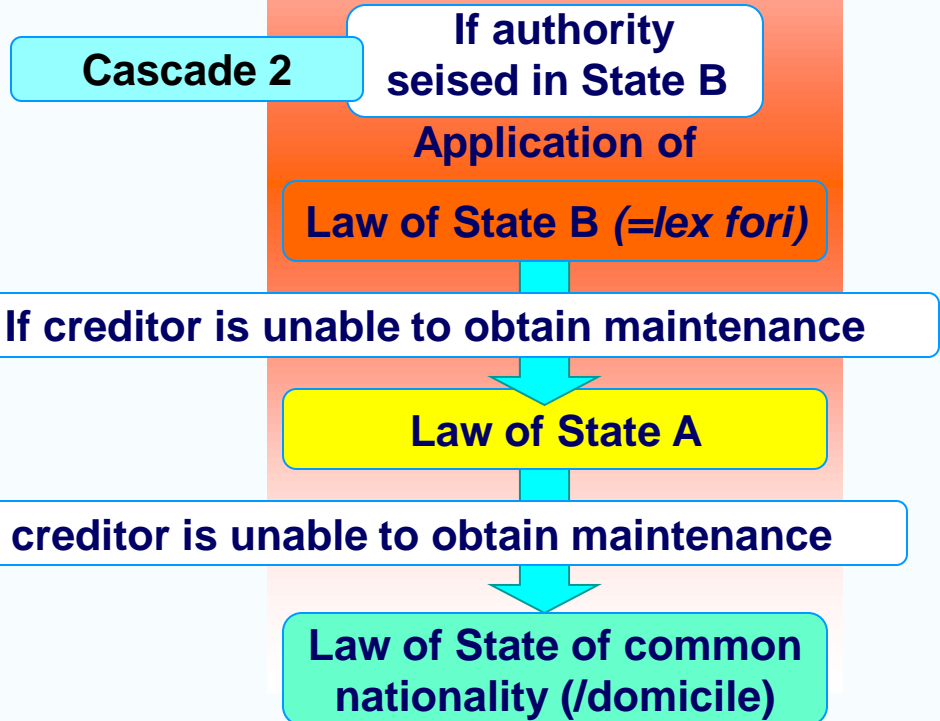 Cascade 2
If authority
seised in State B
Application of
Law of State B (=lex fori)
If creditor is unable to obtain maintenance
Law of State A
creditor is unable to obtain maintenance
Law of State of common
nationality (/domicile)